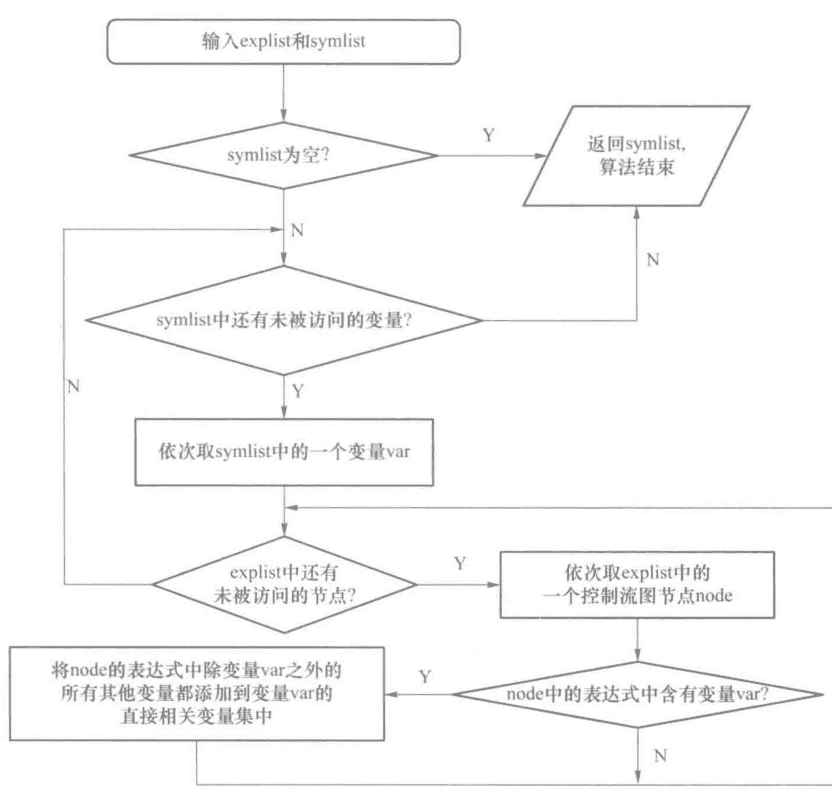 输入explist和symlist
symlist为空?
Y
返回symlist,
算法结束
N
N
symlist中还有未被访问的变量?
Y
N
依次取symlist中的一个变量var
explist中还有
未被访问的节点?
Y
依次取explist中的
一个控制流图节点node
将node的表达式中除变量var之外的
所有其他变量都添加到变量var的
直接相关变量集中
Y
node中的表达式中含有变量var?
N